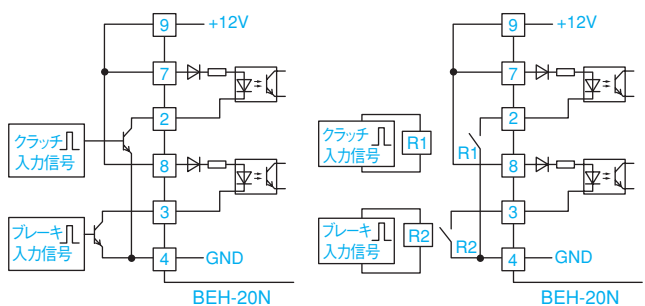 9 +12V
7
2
クラッチ
入力信号
8
ブレーキ
入力信号
3
4 GND
BEH-20N
9 +12V
7
2
クラッチ
入力信号
R1
R1
8
ブレーキ
入力信号
R2
R2
3
4 GND
BEH-20N